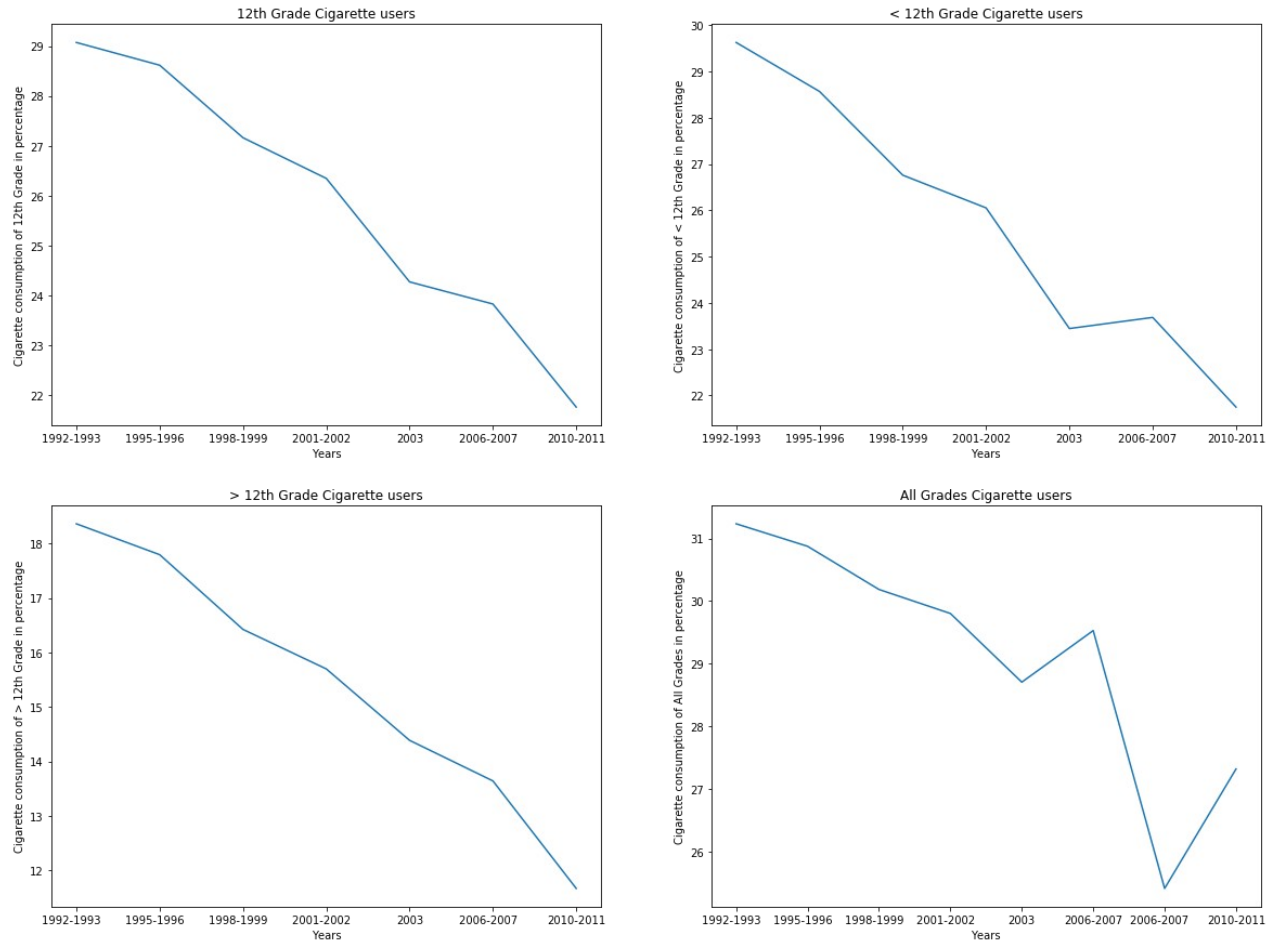 12th Grade Cigarette users
Cigarette consumption of 12th Grade in percentage
29
28
27
26
25
24
23
22
1992-1993 1995-1996 1998-1999 2001-2002 2003 2006-2007 2010-2011
Years
< 12th Grade Cigarette users
Cigarette consumption of < 12th Grade in percentage
30
29
28
27
26
25
24
23
22
1992-1993 1995-1996 1998-1999 2001-2002 2003 2006-2007 2010-2011
Years
> 12th Grade Cigarette users
Cigarette consumption of > 12th Grade in percentage
18
17
16
15
14
13
12
1992-1993 1995-1996 1998-1999 2001-2002 2003 2006-2007 2010-2011
Years
All Grades Cigarette users
Cigarette consumption of All Grades in percentage
31
30
29
28
27
26
1992-1993 1995-1996 1998-1999 2001-2002 2003 2006-2007 2006-2007 2010-2011
Years